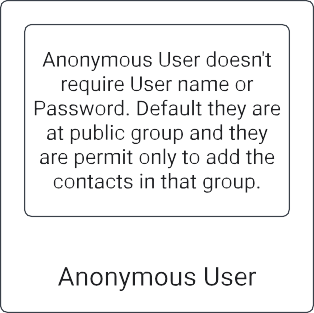 Anonymous User doesn't
require User name or
Password. Default they are
at public group and they
are permit only to add the
contacts in that group.
Anonymous User